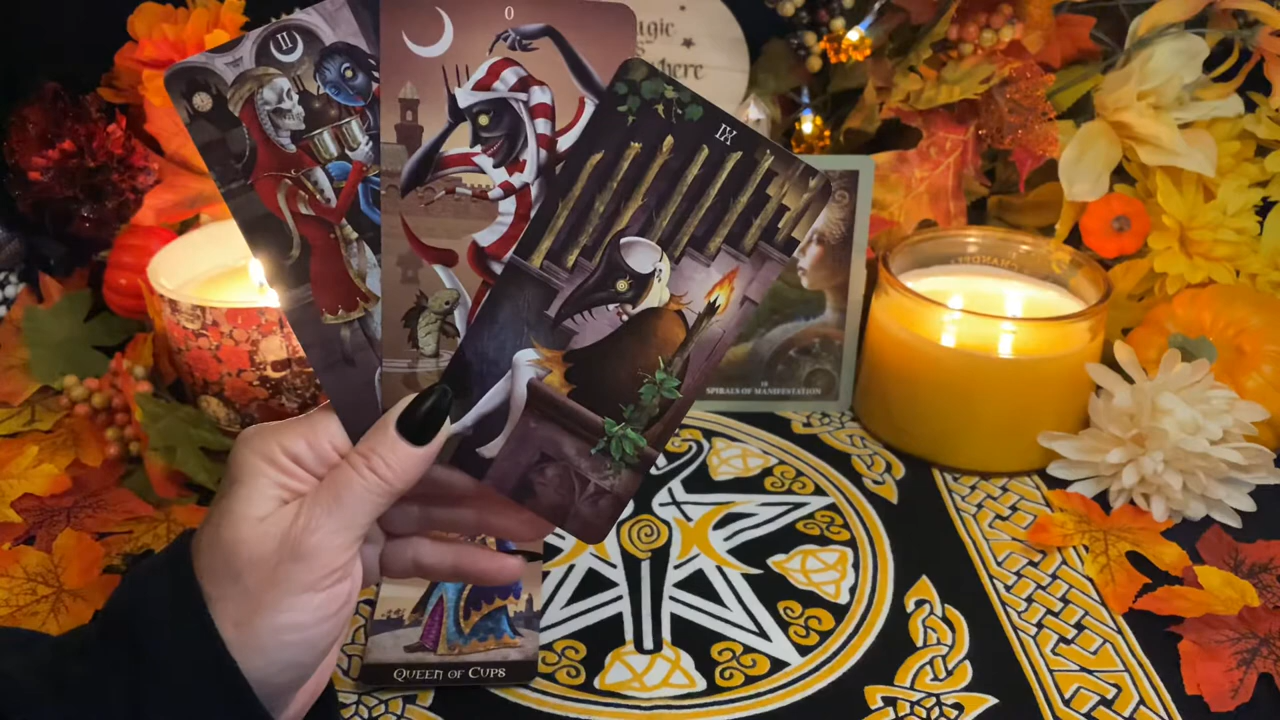 II
0
agic
s
here
IX
SPIRALS OF MANIFESTATION
QUEEN OF CUPS